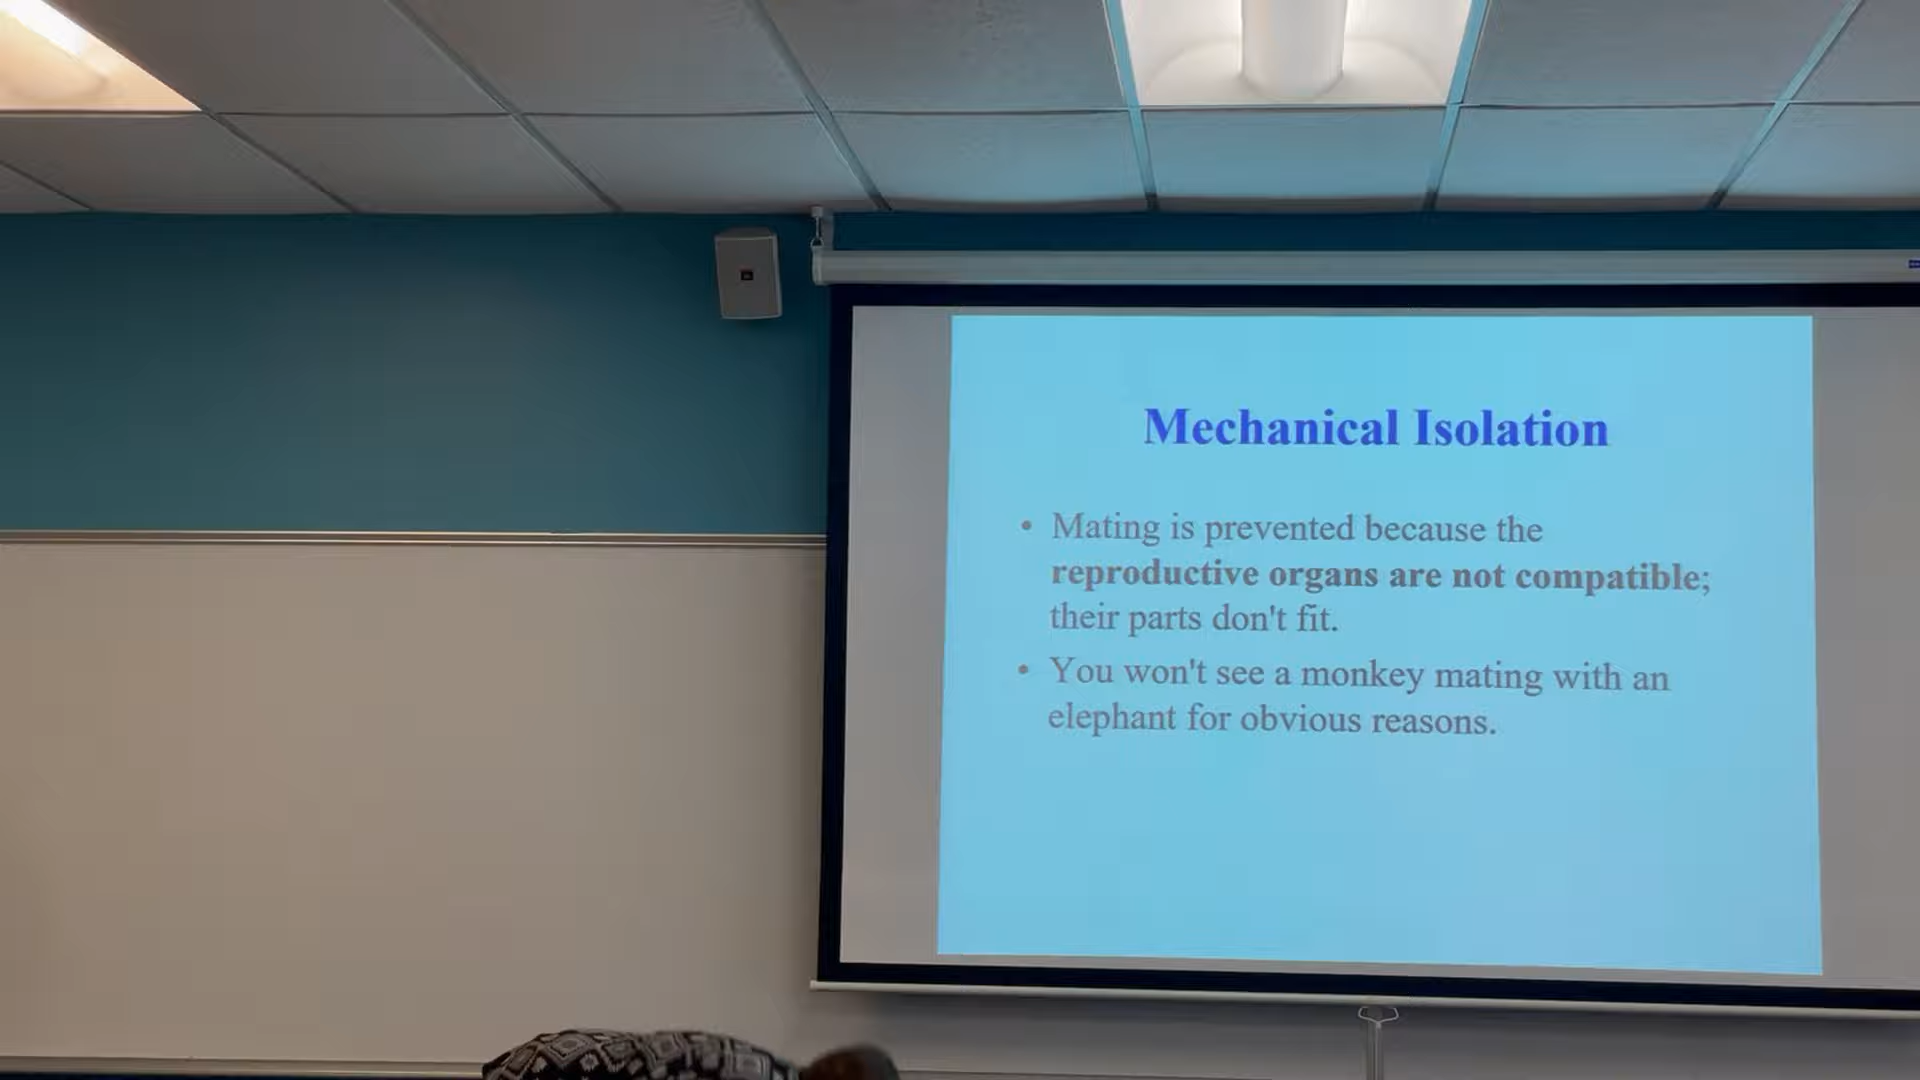 Mechanical Isolation
• Mating is prevented because the
reproductive organs are not compatible;
their parts don't fit.
• You won't see a monkey mating with an
elephant for obvious reasons.